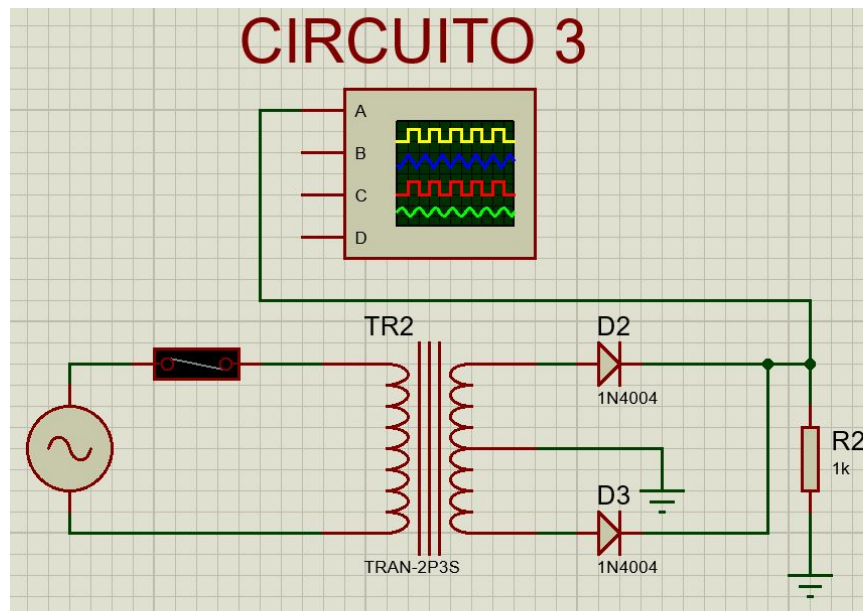 CIRCUITO 3
A
B
C
D
TR2
D2
1N4004
R2
1k
D3
TRAN-2P3S
1N4004